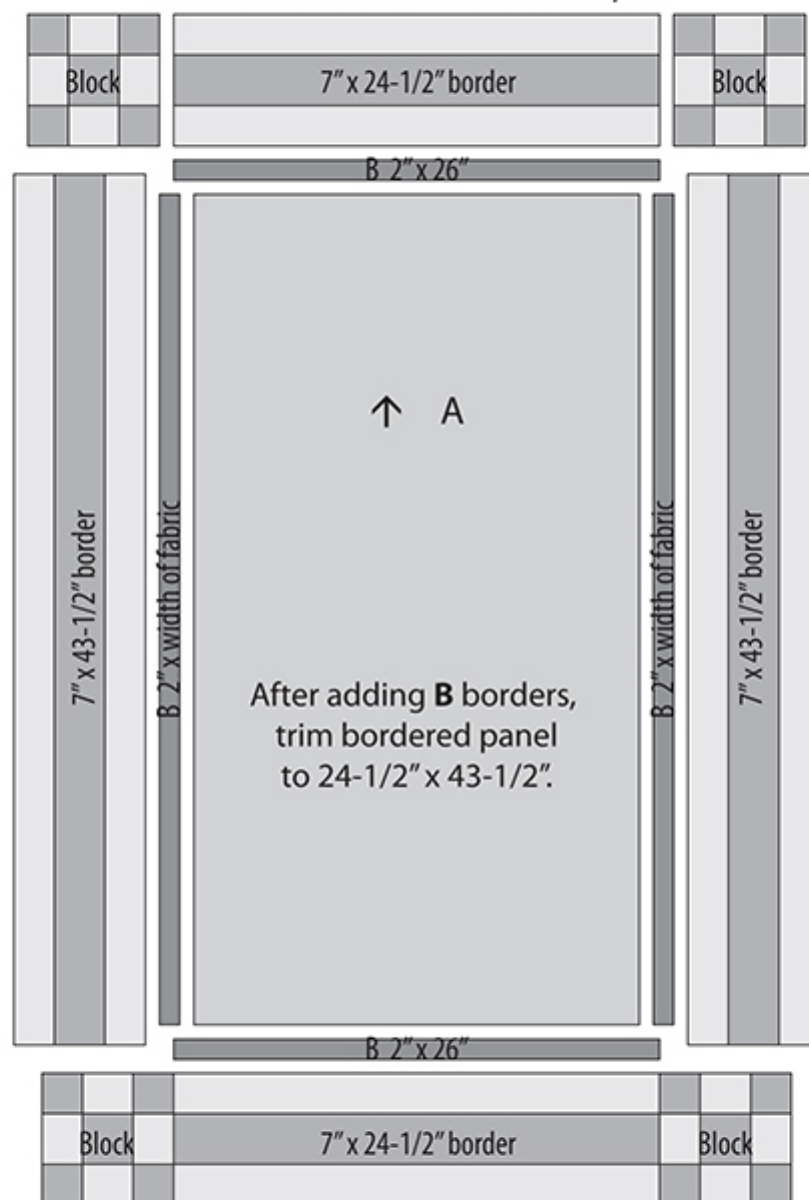 Block
7” x 24-1/2” border
Block
B 2” x 26”
7” x 43-1/2” border
B 2” x width of fabric
↑ A
B 2” x width of fabric
7” x 43-1/2” border
After adding B borders,
trim bordered panel
to 24-1/2” x 43-1/2”.
B 2” x 26”
Block
7” x 24-1/2” border
Block